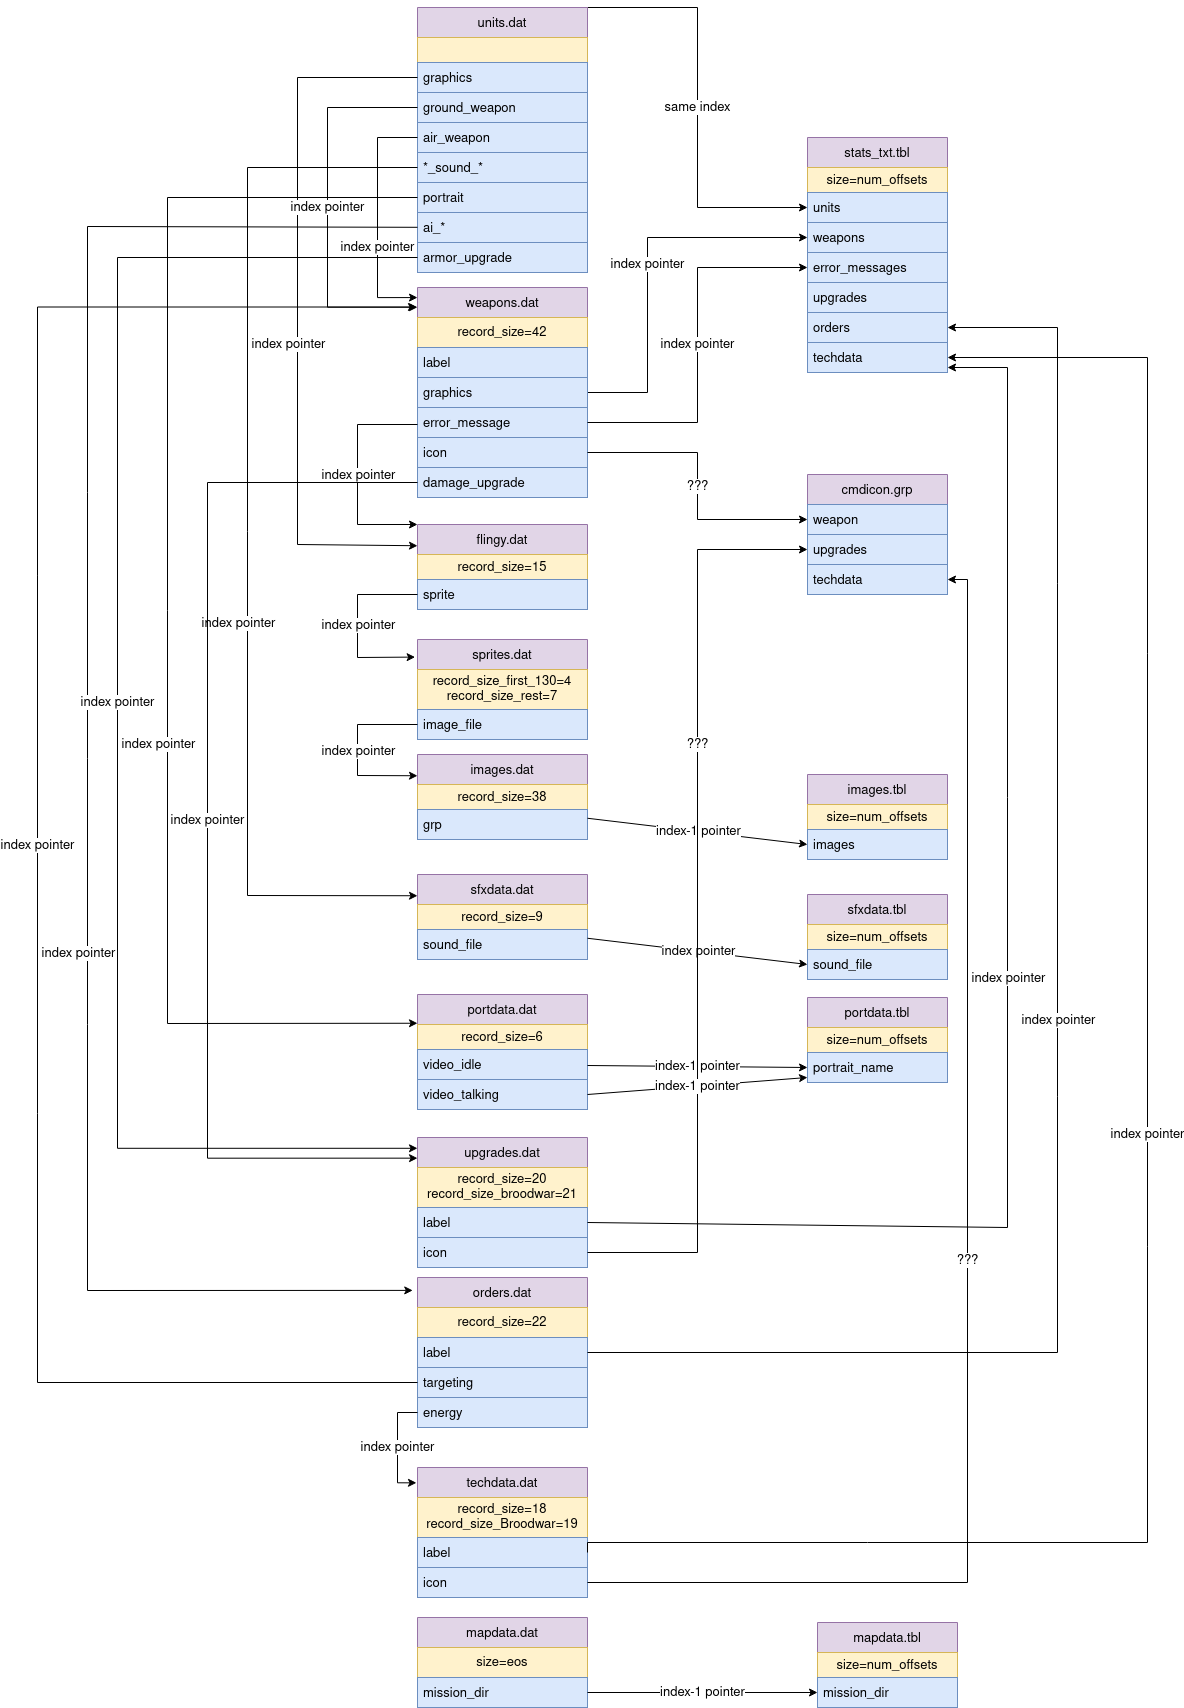 units.dat
graphics
ground_weapon
same index
air_weapon
stats_txt.tbl
*_sound_*
size=num_offsets
portrait
index pointer
units
ai_*
weapons
index pointer
armor_upgrade
index pointer
error_messages
weapons.dat
upgrades
record_size=42
orders
index pointer
index pointer
label
techdata
graphics
error_message
icon
index pointer
damage_upgrade
???
cmdicon.grp
weapon
flingy.dat
upgrades
record_size=15
techdata
sprite
index pointer
index pointer
sprites.dat
record_size_first_130=4
record_size_rest=7
index pointer
image_file
index pointer
???
index pointer
images.dat
images.tbl
record_size=38
size=num_offsets
index pointer
grp
index-1 pointer
index pointer
images
sfxdata.dat
sfxdata.tbl
record_size=9
size=num_offsets
sound_file
index pointer
index pointer
sound_file
index pointer
portdata.dat
portdata.tbl
index pointer
record_size=6
size=num_offsets
video_idle
index-1 pointer
portrait_name
index-1 pointer
video_talking
index pointer
upgrades.dat
record_size=20
record_size_broodwar=21
label
icon
???
orders.dat
record_size=22
label
targeting
energy
index pointer
techdata.dat
record_size=18
record_size_Broodwar=19
label
icon
mapdata.dat
mapdata.tbl
size=eos
size=num_offsets
mission_dir
index-1 pointer
mission_dir